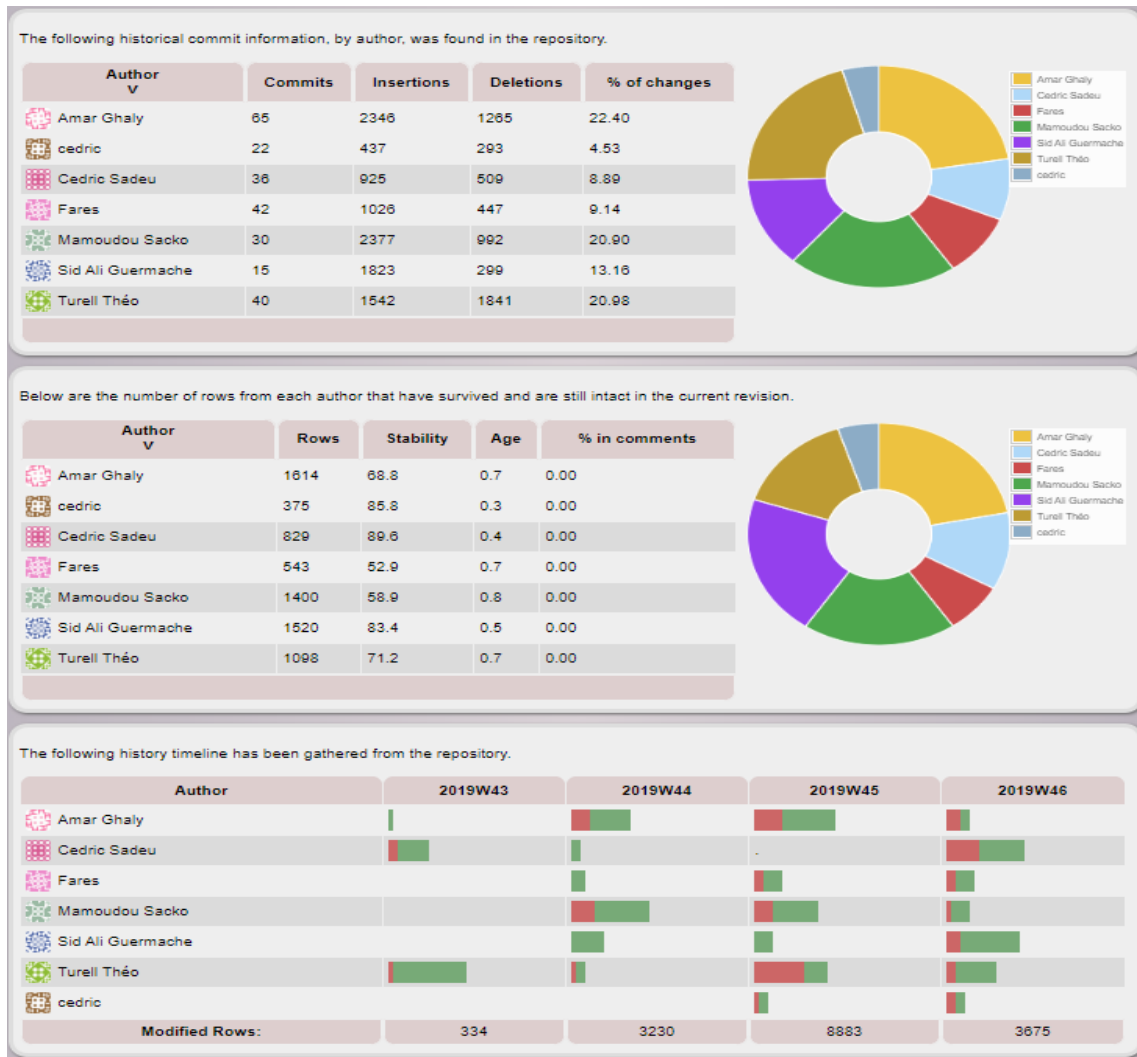 The following historical commit information, by author, was found in the repository.
Author Commits Insertions Deletions % of changes
Amar Ghaly 65 2346 1265 22.40
cedric 22 437 293 4.53
Cedric Sadeu 36 925 509 8.89
Fares 42 1026 447 9.14
Mamoudou Sacko 30 2377 992 20.90
Sid Ali Guermache 15 1823 299 13.16
Turell Théo 40 1542 1841 20.98
Amar Ghaly
Cedric Sadeu
Fares
Mamoudou Sacko
Sid Ali Guermache
Turell Théo
cedric
Below are the number of rows from each author that have survived and are still intact in the current revision.
Author Rows Stability Age % in comments
Amar Ghaly 1614 68.8 0.7 0.00
cedric 375 85.8 0.3 0.00
Cedric Sadeu 829 89.6 0.4 0.00
Fares 543 52.9 0.7 0.00
Mamoudou Sacko 1400 58.9 0.8 0.00
Sid Ali Guermache 1520 83.4 0.5 0.00
Turell Théo 1098 71.2 0.7 0.00
Amar Ghaly
Cedric Sadeu
Fares
Mamoudou Sacko
Sid Ali Guermache
Turell Théo
cedric
The following history timeline has been gathered from the repository.
Author 2019W43 2019W44 2019W45 2019W46
Amar Ghaly
Cedric Sadeu .
Fares
Mamoudou Sacko
Sid Ali Guermache
Turell Théo
cedric
Modified Rows: 334 3230 8883 3675